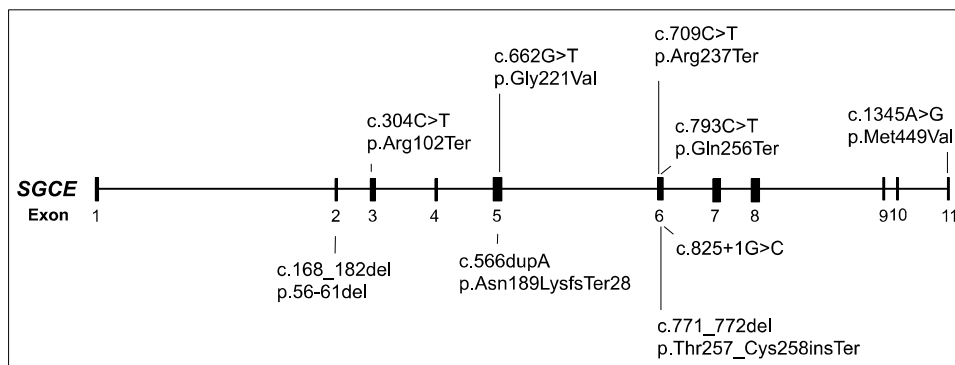 c.709C>T
p.Arg237Ter
c.662G>T
p.Gly221Val
c.304C>T
p.Arg102Ter
c.793C>T
p.Gln256Ter
c.1345A>G
p.Met449Val
SGCE
Exon 1 2 3 4 5 6 7 8 9 10 11
c.168_182del
p.56-61del
c.566dupA
p.Asn189LysfsTer28
c.825+1G>C
c.771_772del
p.Thr257_Cys258insTer